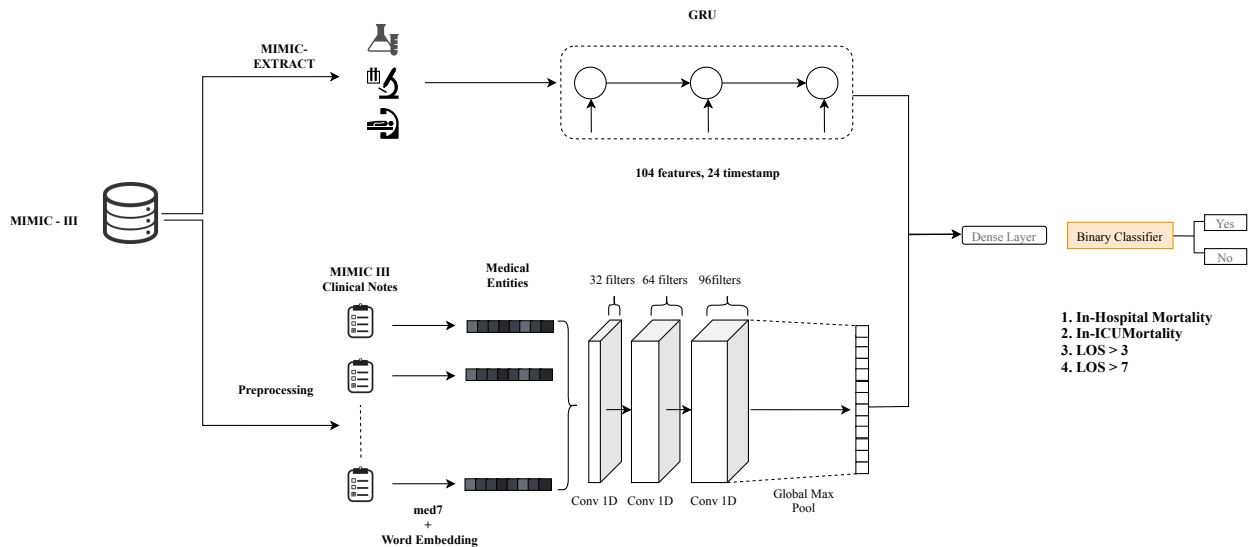 GRU
MIMIC-
EXTRACT
104 features, 24 timestamp
MIMIC - III
Dense Layer
Binary Classifier
Yes
No
MIMIC III
Clinical Notes
Medical
Entities
32 filters
64 filters
96filters
Preprocessing
1. In-Hospital Mortality
2. In-ICUMortality
3. LOS > 3
4. LOS > 7
Conv 1D
Conv 1D
Conv 1D
Global Max
Pool
med7
+
Word Embedding